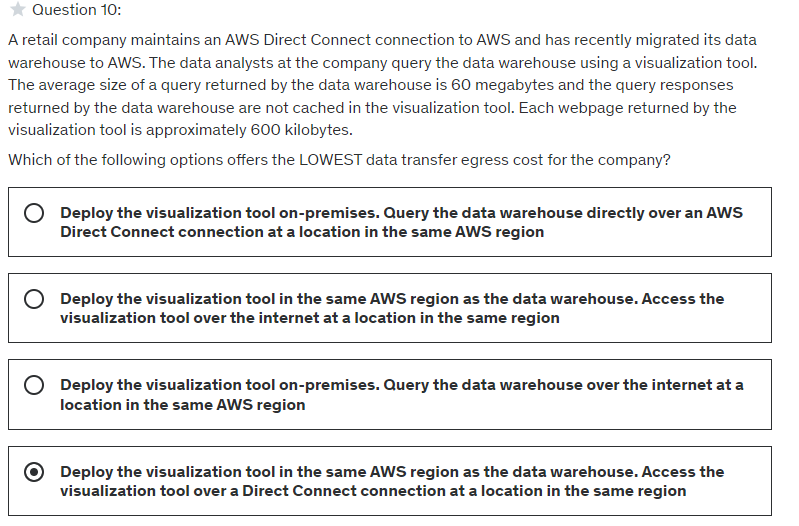 Question 10:
A retail company maintains an AWS Direct Connect connection to AWS and has recently migrated its data
warehouse to AWS. The data analysts at the company query the data warehouse using a visualization tool.
The average size of a query returned by the data warehouse is 60 megabytes and the query responses
returned by the data warehouse are not cached in the visualization tool. Each webpage returned by the
visualization tool is approximately 600 kilobytes.
Which of the following options offers the LOWEST data transfer egress cost for the company?
Deploy the visualization tool on-premises. Query the data warehouse directly over an AWS
Direct Connect connection at a location in the same AWS region
Deploy the visualization tool in the same AWS region as the data warehouse. Access the
visualization tool over the internet at a location in the same region
Deploy the visualization tool on-premises. Query the data warehouse over the internet at a
location in the same AWS region
Deploy the visualization tool in the same AWS region as the data warehouse. Access the
visualization tool over a Direct Connect connection at a location in the same region